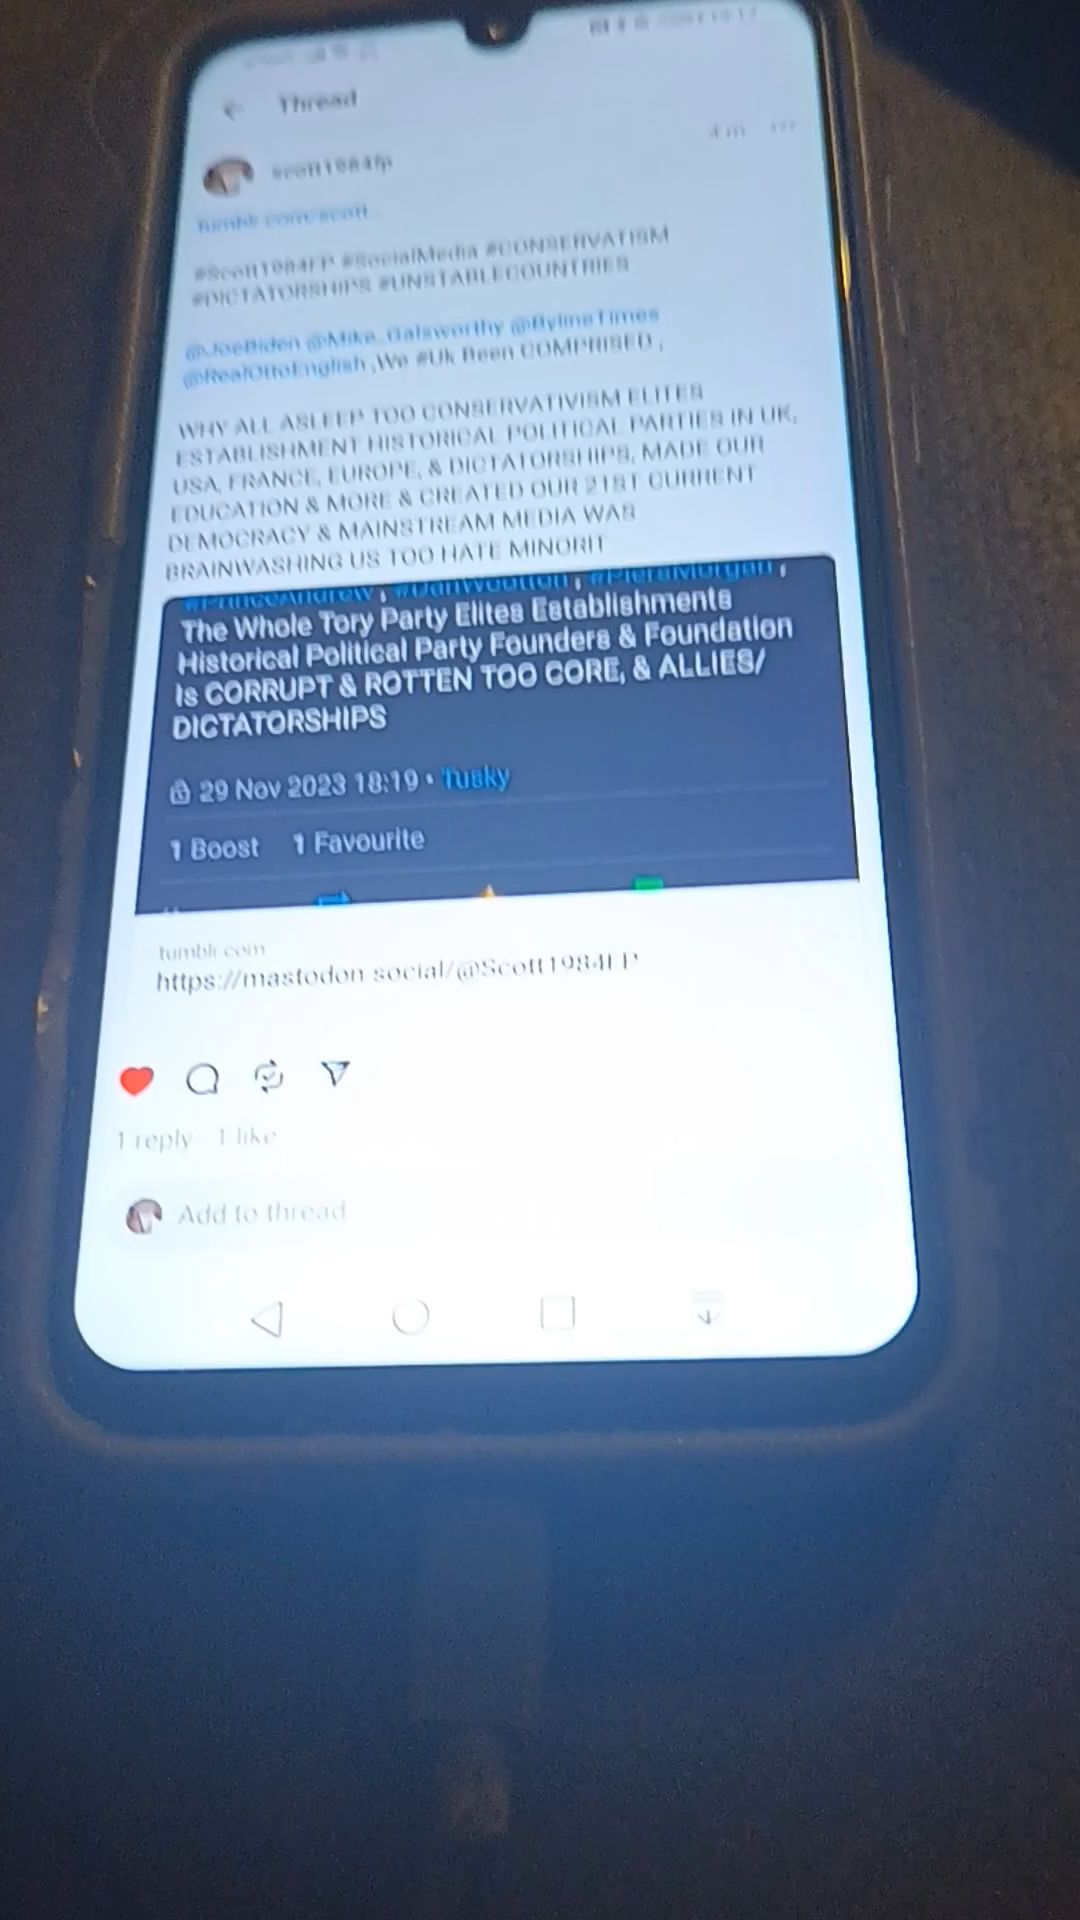 Thread
4 m
scott1984fp
tumblr.com/scott...
#Scott1984FP #SocialMedia #CONSERVATISM
#DICTATORSHIPS #UNSTABLECOUNTRIES
@JoeBiden @Mike_Galsworthy @BylineTimes
@RealOttoEnglish ,We #Uk Been COMPRISED ,
WHY ALL ASLEEP TOO CONSERVATIVISM ELITES
ESTABLISHMENT HISTORICAL POLITICAL PARTIES IN UK,
USA, FRANCE, EUROPE, & DICTATORSHIPS, MADE OUR
EDUCATION & MORE & CREATED OUR 21ST CURRENT
DEMOCRACY & MAINSTREAM MEDIA WAS
BRAINWASHING US TOO HATE MINORIT
#PrinceAndrew , #DanWootton , #PiersMorgan ,
The Whole Tory Party Elites Establishments
Historical Political Party Founders & Foundation
Is CORRUPT & ROTTEN TOO CORE, & ALLIES/
DICTATORSHIPS
29 Nov 2023 18:19 • Tusky
1 Boost 1 Favourite
tumblr.com
https://mastodon.social/@Scott1984FP
1 reply · 1 like
Add to thread